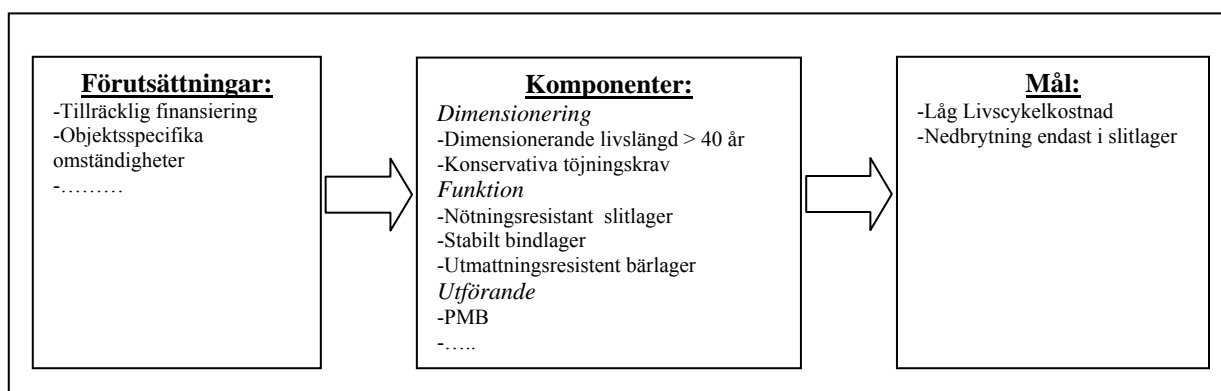 Förutsättningar:
-Tillräcklig finansiering
-Objektsspecifika
omständigheter
-………
Komponenter:
Dimensionering
-Dimensionerande livslängd > 40 år
-Konservativa töjningskrav
Funktion
-Nötningsresistant slitlager
-Stabilt bindlager
-Utmattningsresistent bärlager
Utförande
-PMB
-…..
Mål:
-Låg Livscykelkostnad
-Nedbrytning endast i slitlager